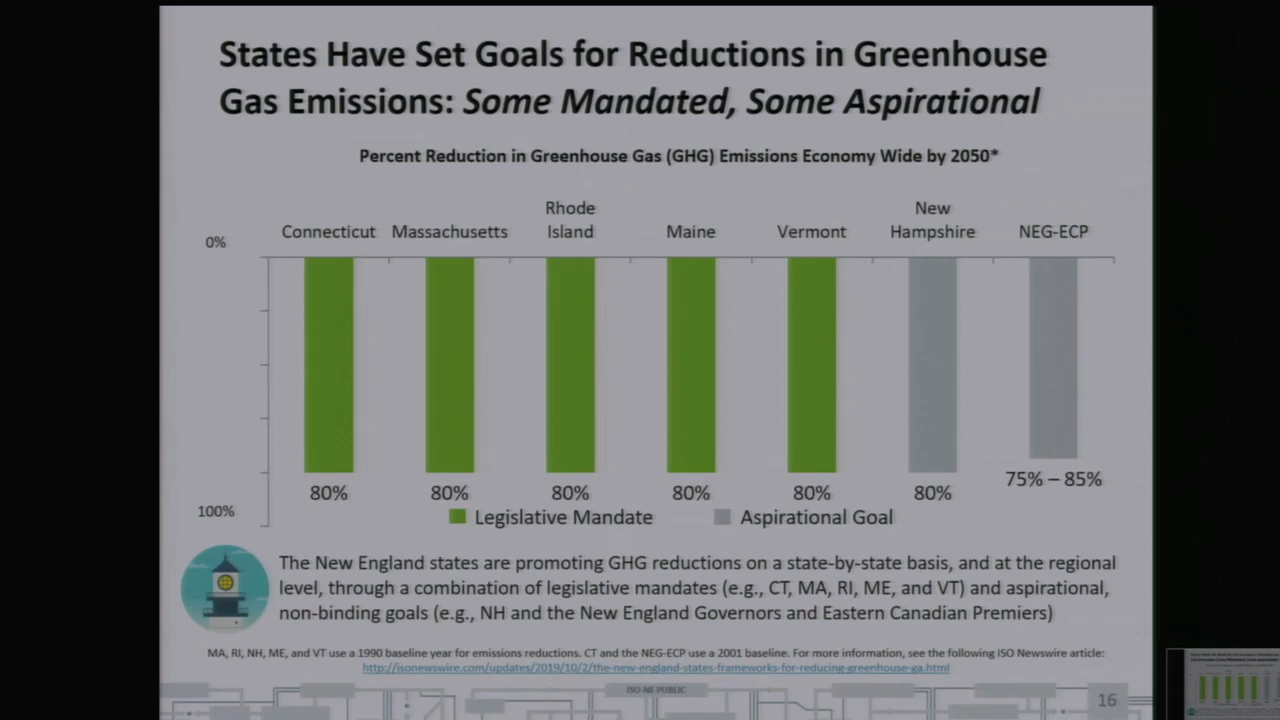 States Have Set Goals for Reductions in Greenhouse
Gas Emissions: Some Mandated, Some Aspirational
Percent Reduction in Greenhouse Gas (GHG) Emissions Economy Wide by 2050*
Rhode
New
Connecticut Massachusetts Island Maine Vermont Hampshire NEG-ECP
0%
80% 80% 80% 80% 80% 80% 75% – 85%
100%
Legislative Mandate Aspirational Goal
The New England states are promoting GHG reductions on a state-by-state basis, and at the regional
level, through a combination of legislative mandates (e.g., CT, MA, RI, ME, and VT) and aspirational,
non-binding goals (e.g., NH and the New England Governors and Eastern Canadian Premiers)
MA, RI, NH, ME, and VT use a 1990 baseline year for emissions reductions. CT and the NEG-ECP use a 2001 baseline. For more information, see the following ISO Newswire article:
http://isonewswire.com/updates/2019/10/2/the-new-england-states-frameworks-for-reducing-greenhouse-ga.html
ISO-NE PUBLIC
16